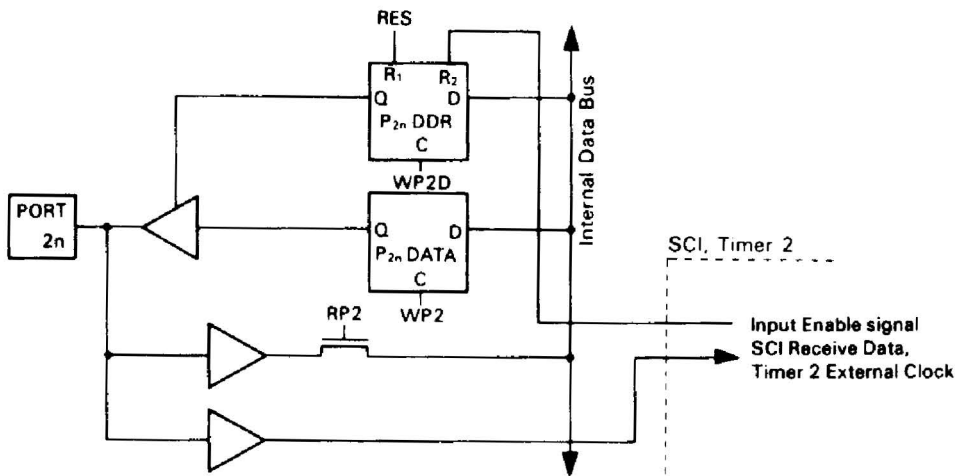 RES
R₁ R₂
Q D
P₂ₙ DDR
C
WP2D
Internal Data Bus
PORT
2n
Q D
P₂ₙ DATA
C
WP2
RP2
SCI, Timer 2
Input Enable signal
SCI Receive Data,
Timer 2 External Clock